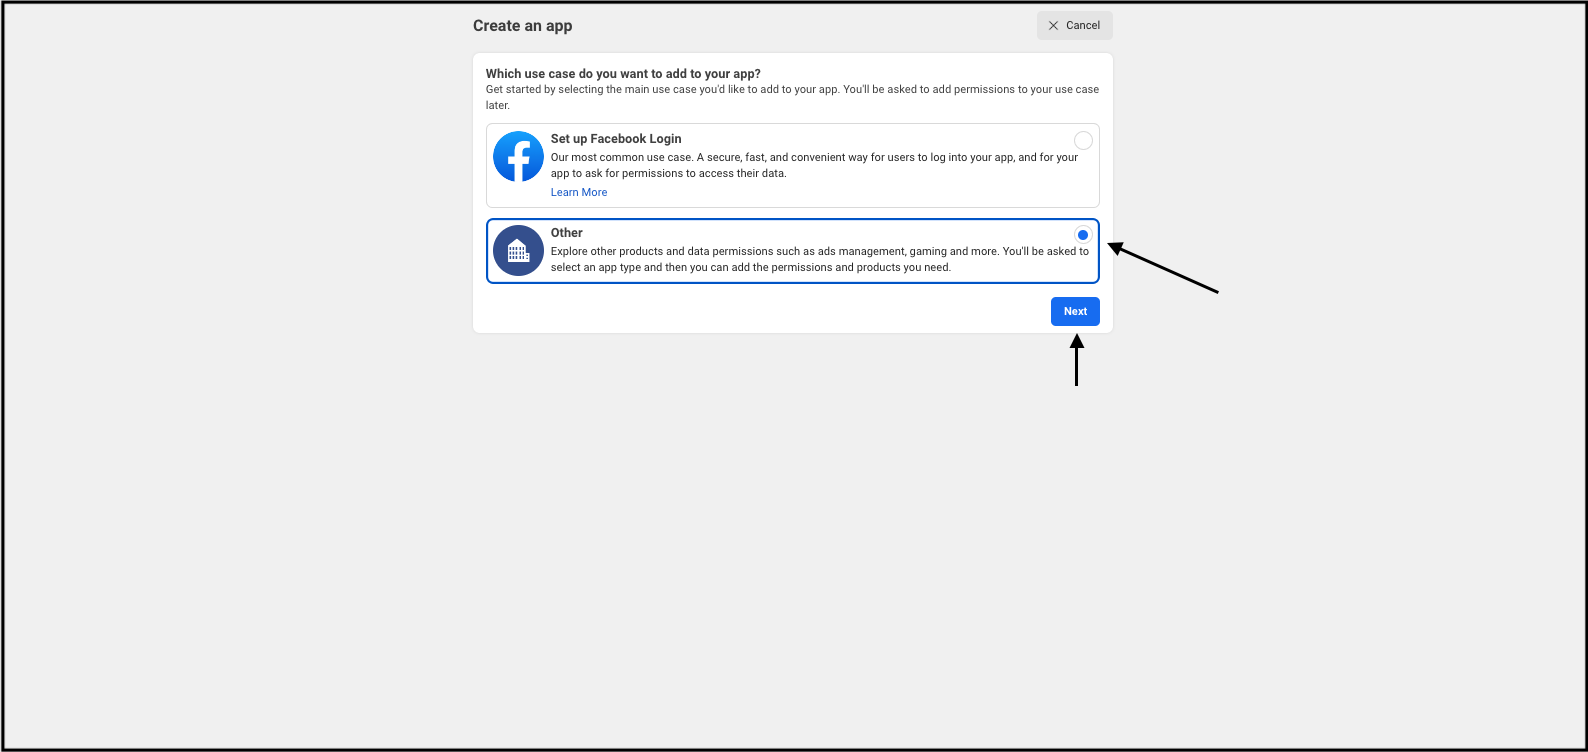 Create an app
Cancel
Which use case do you want to add to your app?
Get started by selecting the main use case you'd like to add to your app. You'll be asked to add permissions to your use case
later.
Set up Facebook Login
Our most common use case. A secure, fast, and convenient way for users to log into your app, and for your
app to ask for permissions to access their data.
Learn More
Other
Explore other products and data permissions such as ads management, gaming and more. You'll be asked to
select an app type and then you can add the permissions and products you need.
Next